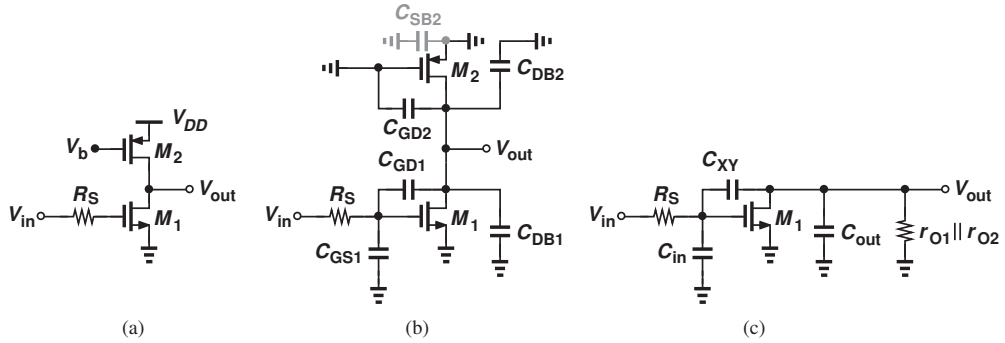 V_DD
V_b
M_2
R_S
V_out
V_in
M_1
(a)
C_SB2
M_2
C_DB2
C_GD2
V_out
C_GD1
R_S
V_in
M_1
C_GS1
C_DB1
(b)
C_XY
R_S
V_out
V_in
M_1
C_in
C_out
r_O1 || r_O2
(c)